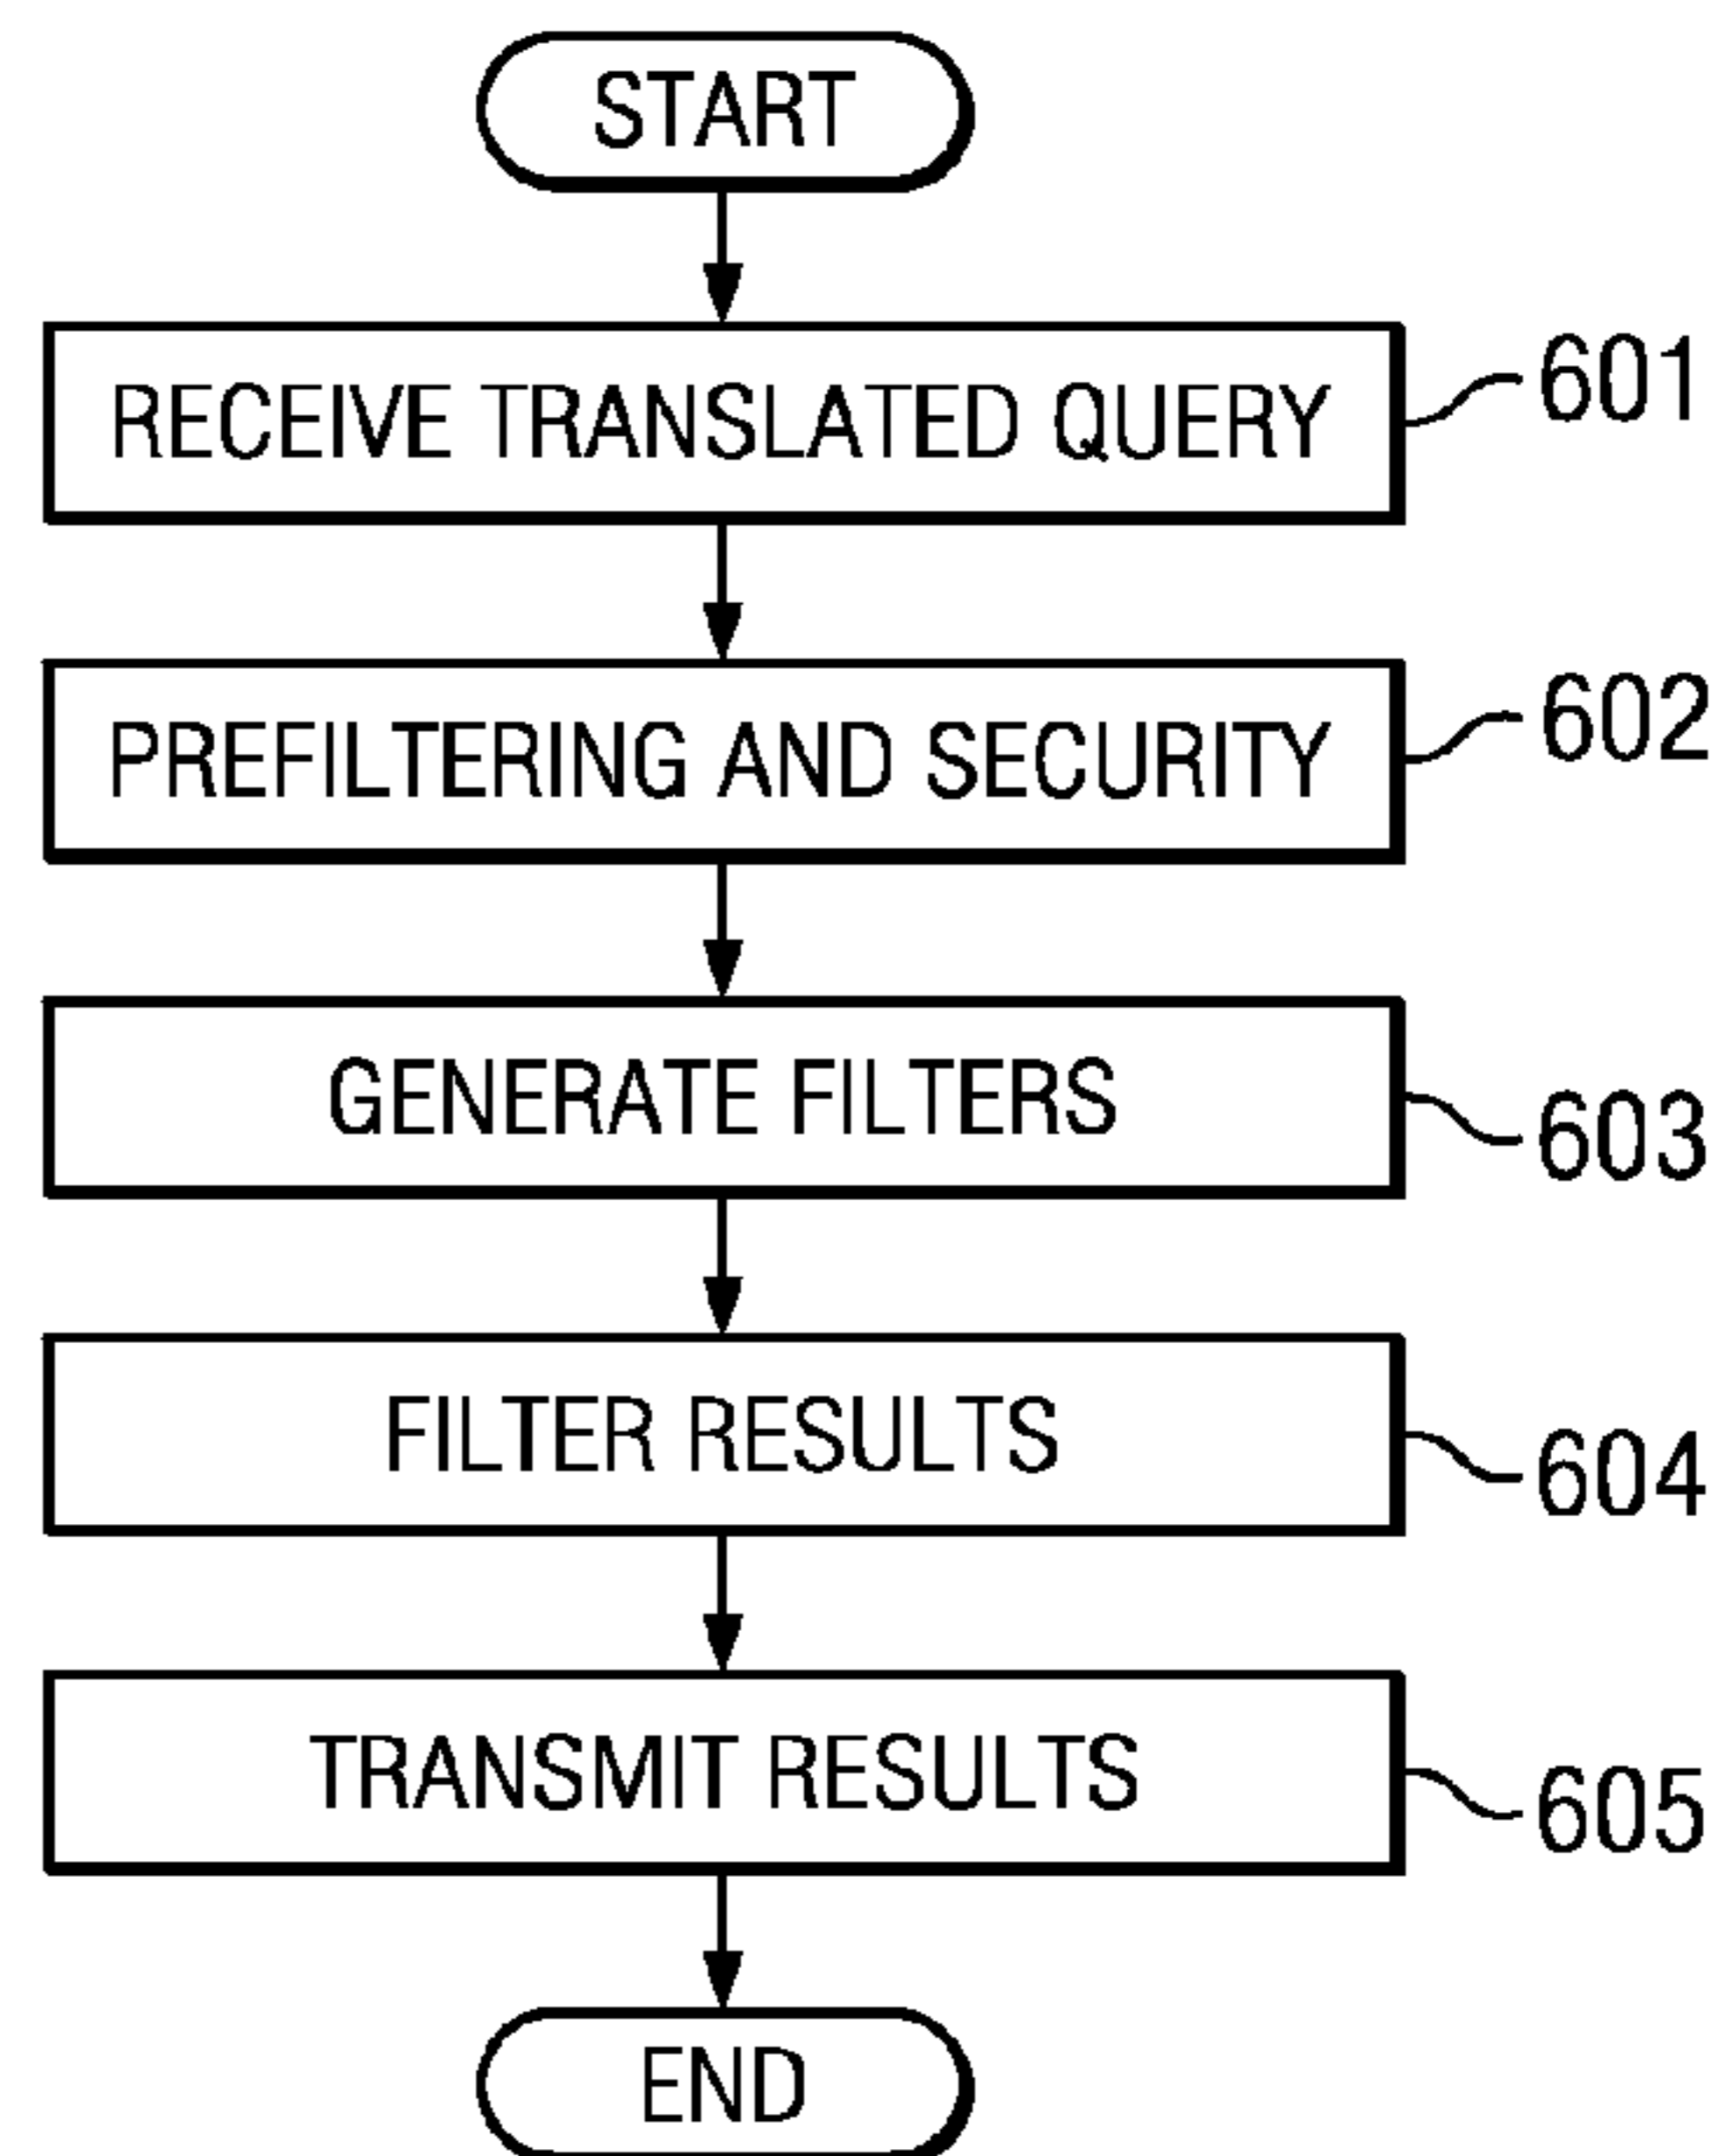 START
RECEIVE TRANSLATED QUERY
601
PREFILTERING AND SECURITY
602
GENERATE FILTERS
603
FILTER RESULTS
604
TRANSMIT RESULTS
605
END